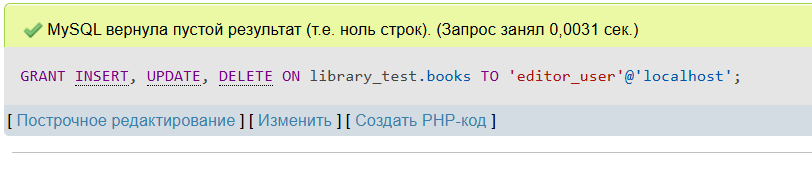 MySQL вернула пустой результат (т.е. ноль строк). (Запрос занял 0,0031 сек.)
GRANT INSERT, UPDATE, DELETE ON library_test.books TO 'editor_user'@'localhost';
[ Построчное редактирование ] [ Изменить ] [ Создать PHP-код ]